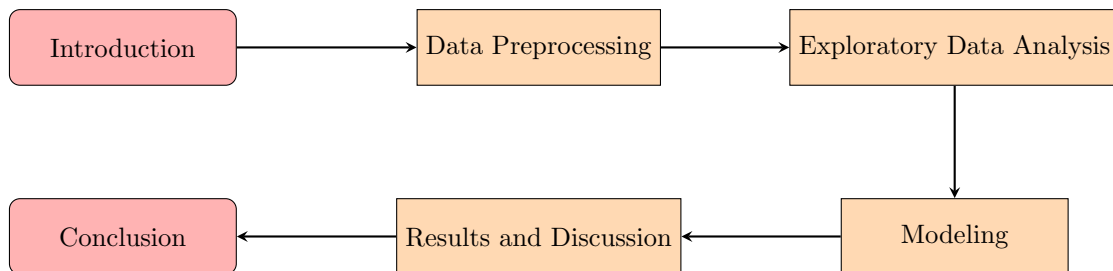 Introduction
Data Preprocessing
Exploratory Data Analysis
Modeling
Results and Discussion
Conclusion